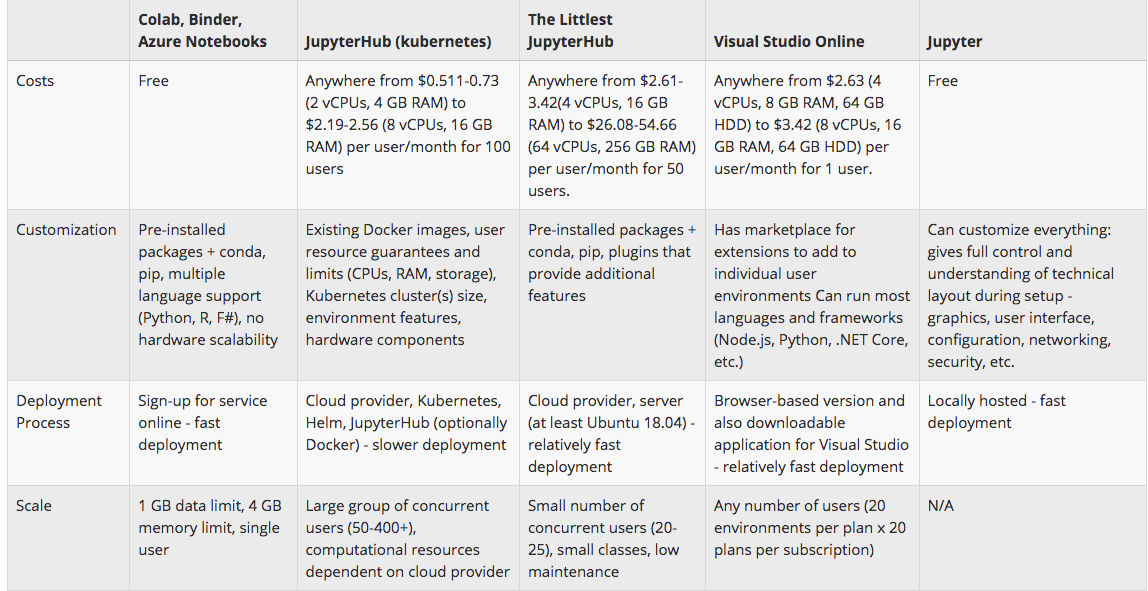 Colab, Binder,
Azure Notebooks
JupyterHub (kubernetes)
The Littlest
JupyterHub
Visual Studio Online
Jupyter
Costs
Free
Anywhere from $0.511-0.73
(2 vCPUs, 4 GB RAM) to
$2.19-2.56 (8 vCPUs, 16 GB
RAM) per user/month for 100
users
Anywhere from $2.61-
3.42(4 vCPUs, 16 GB
RAM) to $26.08-54.66
(64 vCPUs, 256 GB RAM)
per user/month for 50
users.
Anywhere from $2.63 (4
vCPUs, 8 GB RAM, 64 GB
HDD) to $3.42 (8 vCPUs, 16
GB RAM, 64 GB HDD) per
user/month for 1 user.
Free
Customization
Pre-installed
packages + conda,
pip, multiple
language support
(Python, R, F#), no
hardware scalability
Existing Docker images, user
resource guarantees and
limits (CPUs, RAM, storage),
Kubernetes cluster(s) size,
environment features,
hardware components
Pre-installed packages +
conda, pip, plugins that
provide additional
features
Has marketplace for
extensions to add to
individual user
environments Can run most
languages and frameworks
(Node.js, Python, .NET Core,
etc.)
Can customize everything:
gives full control and
understanding of technical
layout during setup -
graphics, user interface,
configuration, networking,
security, etc.
Deployment
Process
Sign-up for service
online - fast
deployment
Cloud provider, Kubernetes,
Helm, JupyterHub (optionally
Docker) - slower deployment
Cloud provider, server
(at least Ubuntu 18.04) -
relatively fast
deployment
Browser-based version and
also downloadable
application for Visual Studio
- relatively fast deployment
Locally hosted - fast
deployment
Scale
1 GB data limit, 4 GB
memory limit, single
user
Large group of concurrent
users (50-400+),
computational resources
dependent on cloud provider
Small number of
concurrent users (20-
25), small classes, low
maintenance
Any number of users (20
environments per plan x 20
plans per subscription)
N/A